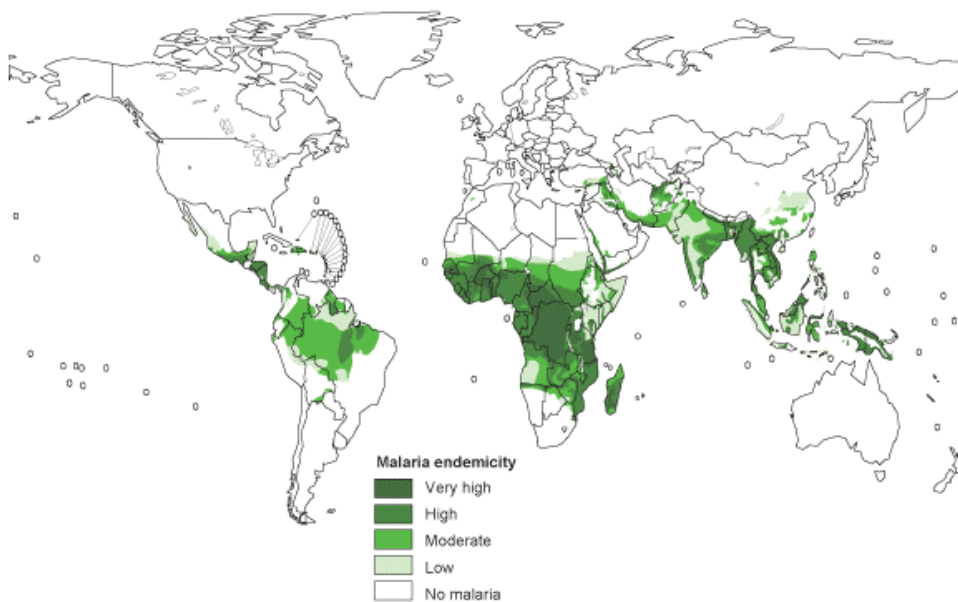 Malaria endemicity
Very high
High
Moderate
Low
No malaria